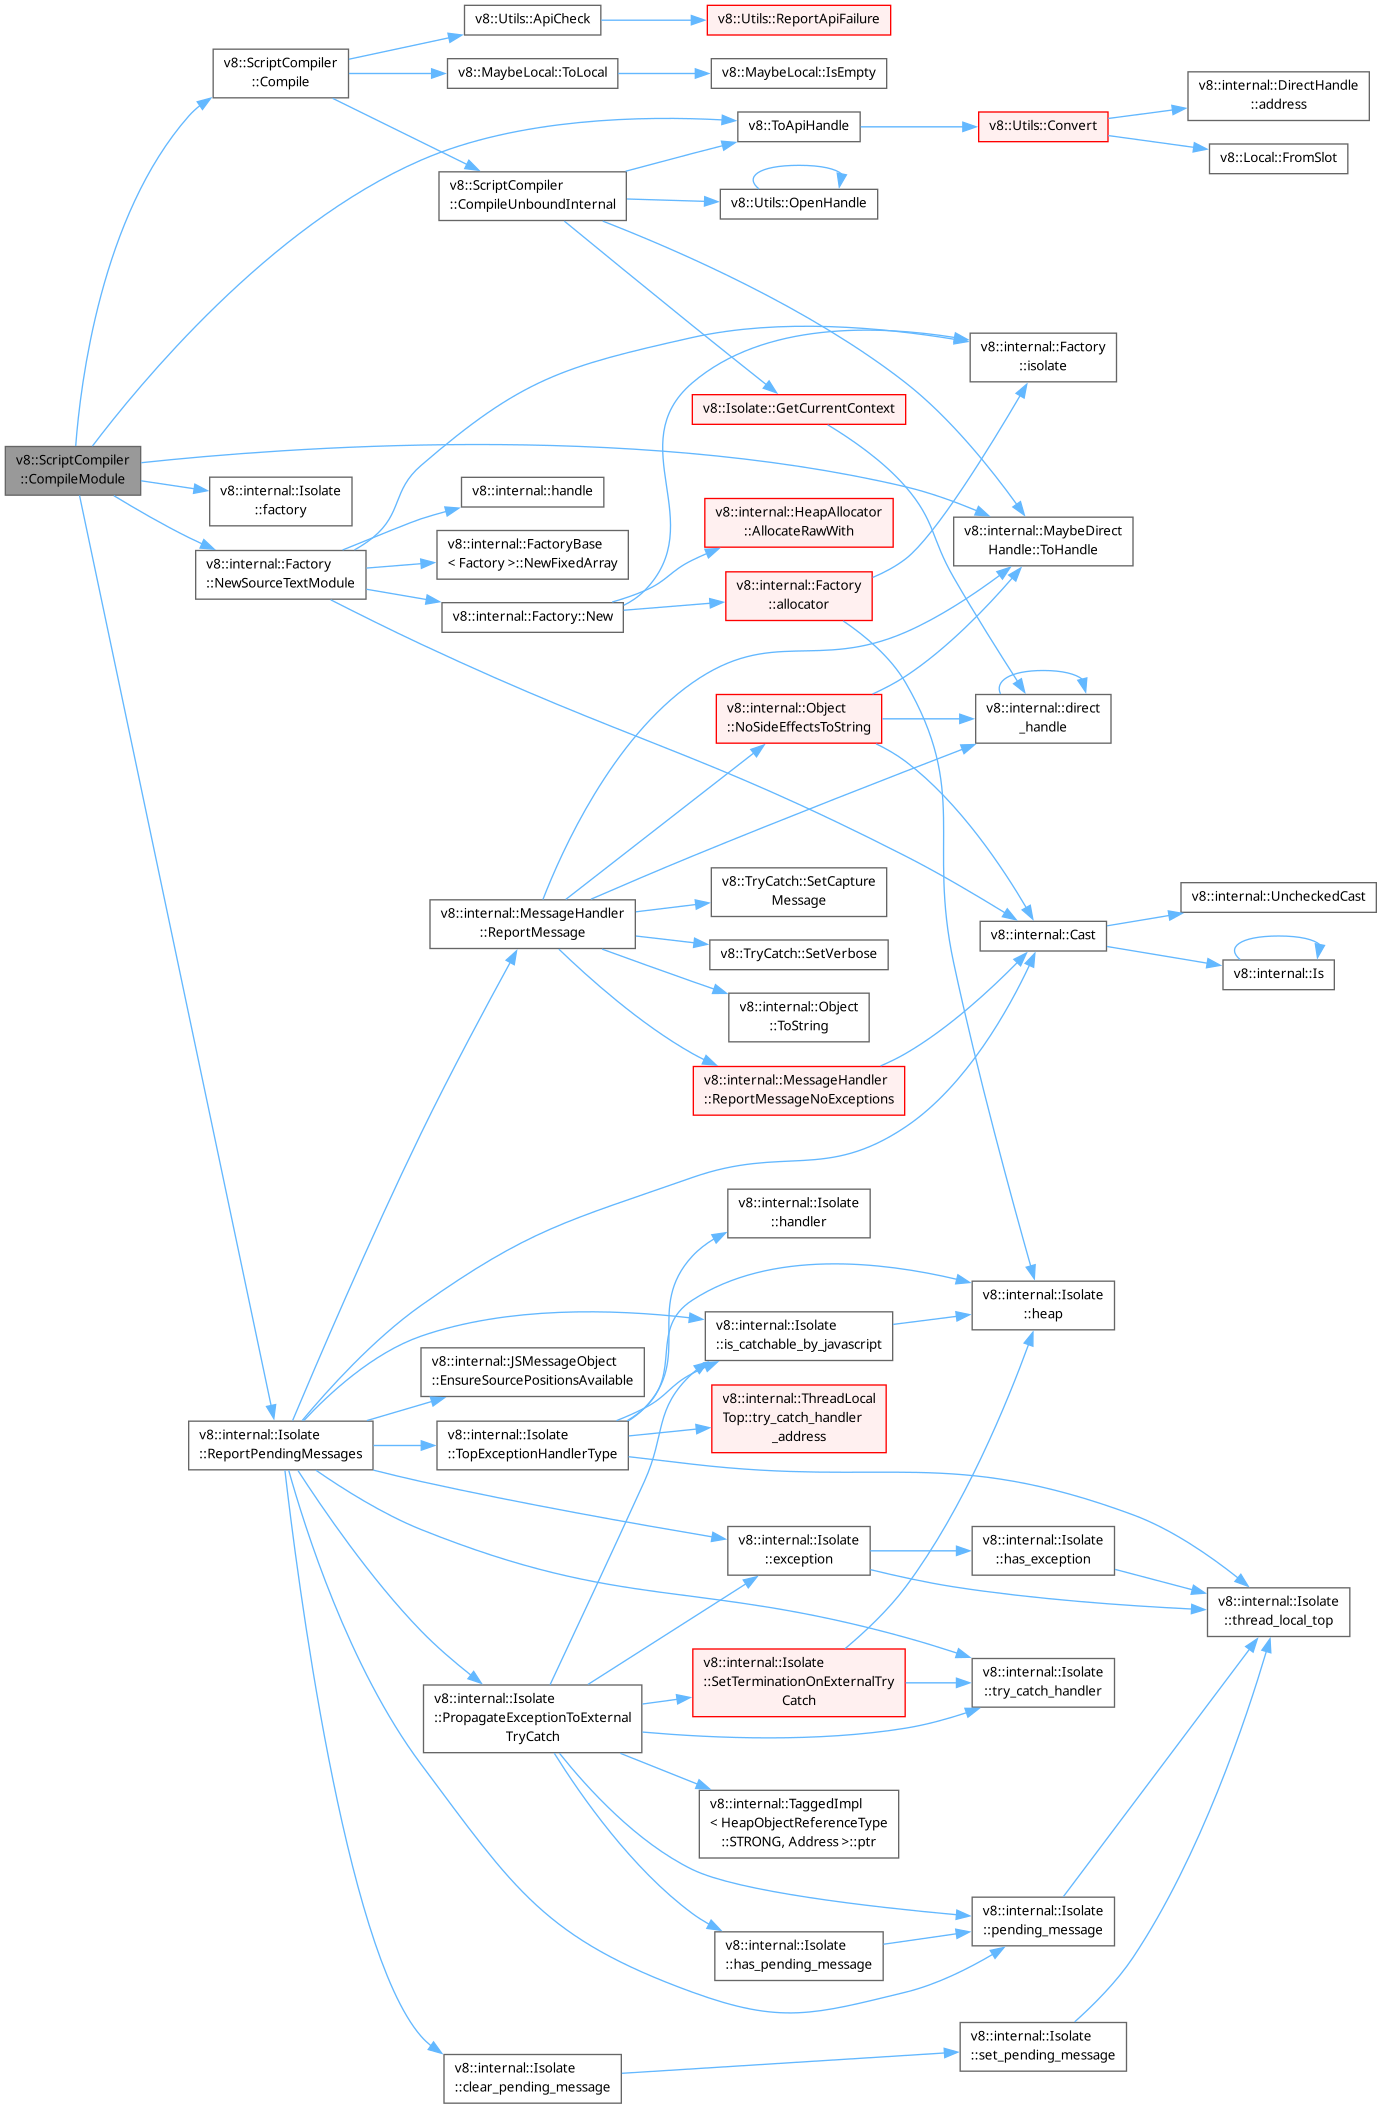 v8::Utils::ApiCheck
v8::Utils::ReportApiFailure
v8::ScriptCompiler
::Compile
v8::MaybeLocal::ToLocal
v8::MaybeLocal::IsEmpty
v8::internal::DirectHandle
::address
v8::ToApiHandle
v8::Utils::Convert
v8::Local::FromSlot
v8::ScriptCompiler
::CompileUnboundInternal
v8::Utils::OpenHandle
v8::internal::Factory
::isolate
v8::Isolate::GetCurrentContext
v8::ScriptCompiler
::CompileModule
v8::internal::Isolate
::factory
v8::internal::handle
v8::internal::HeapAllocator
::AllocateRawWith
v8::internal::MaybeDirect
Handle::ToHandle
v8::internal::FactoryBase
< Factory >::NewFixedArray
v8::internal::Factory
::NewSourceTextModule
v8::internal::Factory::New
v8::internal::Factory
::allocator
v8::internal::Object
::NoSideEffectsToString
v8::internal::direct
_handle
v8::TryCatch::SetCapture
Message
v8::internal::MessageHandler
::ReportMessage
v8::TryCatch::SetVerbose
v8::internal::Cast
v8::internal::UncheckedCast
v8::internal::Is
v8::internal::Object
::ToString
v8::internal::MessageHandler
::ReportMessageNoExceptions
v8::internal::Isolate
::handler
v8::internal::Isolate
::heap
v8::internal::Isolate
::is_catchable_by_javascript
v8::internal::JSMessageObject
::EnsureSourcePositionsAvailable
v8::internal::Isolate
::ReportPendingMessages
v8::internal::Isolate
::TopExceptionHandlerType
v8::internal::ThreadLocal
Top::try_catch_handler
_address
v8::internal::Isolate
::exception
v8::internal::Isolate
::has_exception
v8::internal::Isolate
::thread_local_top
v8::internal::Isolate
::SetTerminationOnExternalTry
Catch
v8::internal::Isolate
::try_catch_handler
v8::internal::Isolate
::PropagateExceptionToExternal
TryCatch
v8::internal::TaggedImpl
< HeapObjectReferenceType
::STRONG, Address >::ptr
v8::internal::Isolate
::pending_message
v8::internal::Isolate
::has_pending_message
v8::internal::Isolate
::set_pending_message
v8::internal::Isolate
::clear_pending_message